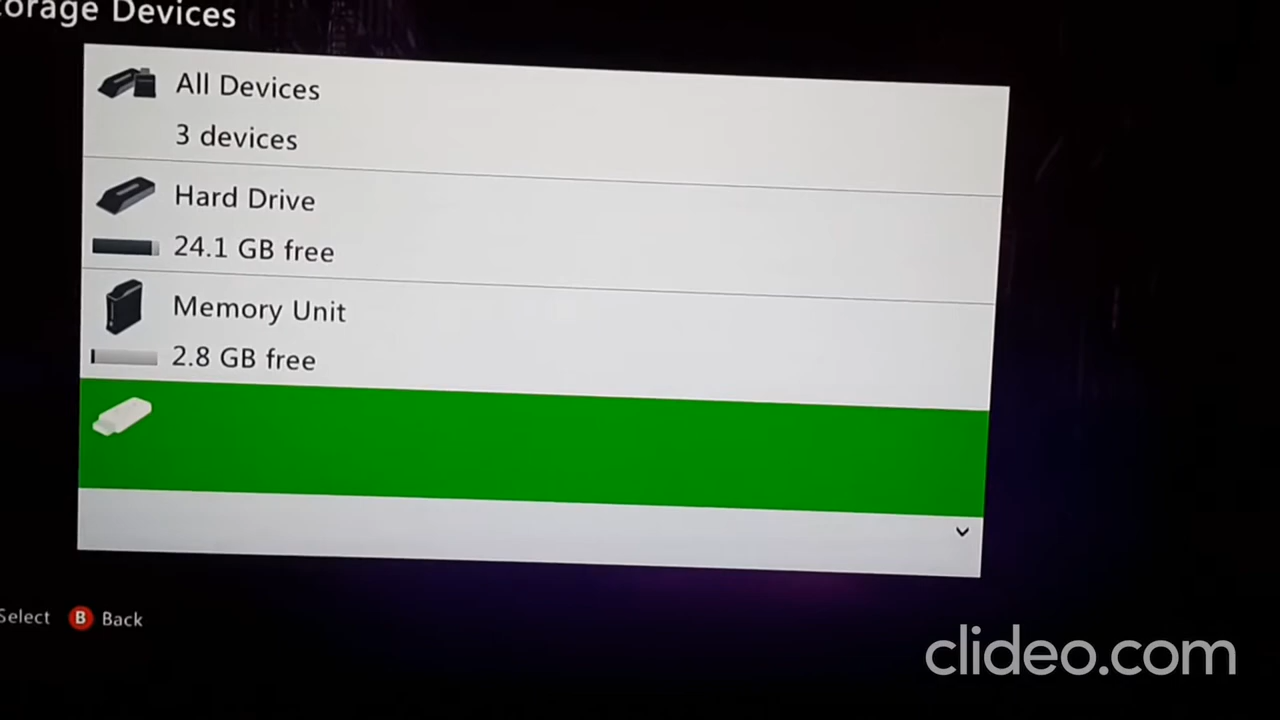 orage Devices
All Devices
3 devices
Hard Drive
24.1 GB free
Memory Unit
2.8 GB free
Select B Back
clideo.com